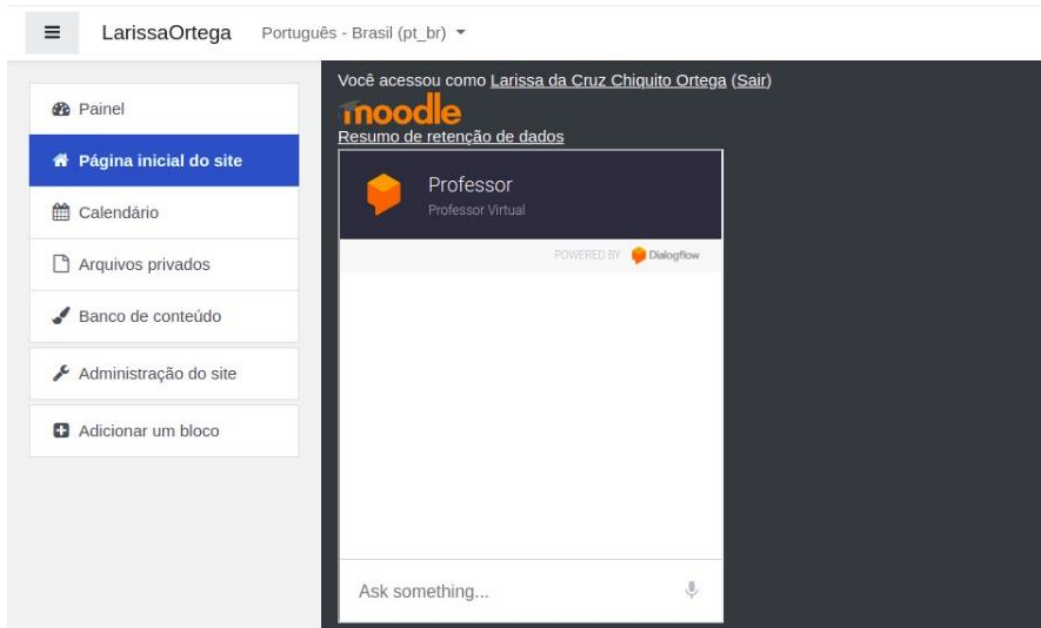 LarissaOrtega Português - Brasil (pt_br)
Painel
Página inicial do site
Calendário
Arquivos privados
Banco de conteúdo
Administração do site
Adicionar um bloco
Você acessou como Larissa da Cruz Chiquito Ortega (Sair)
moodle
Resumo de retenção de dados
Professor
Professor Virtual
POWERED BY Dialogflow
Ask something...